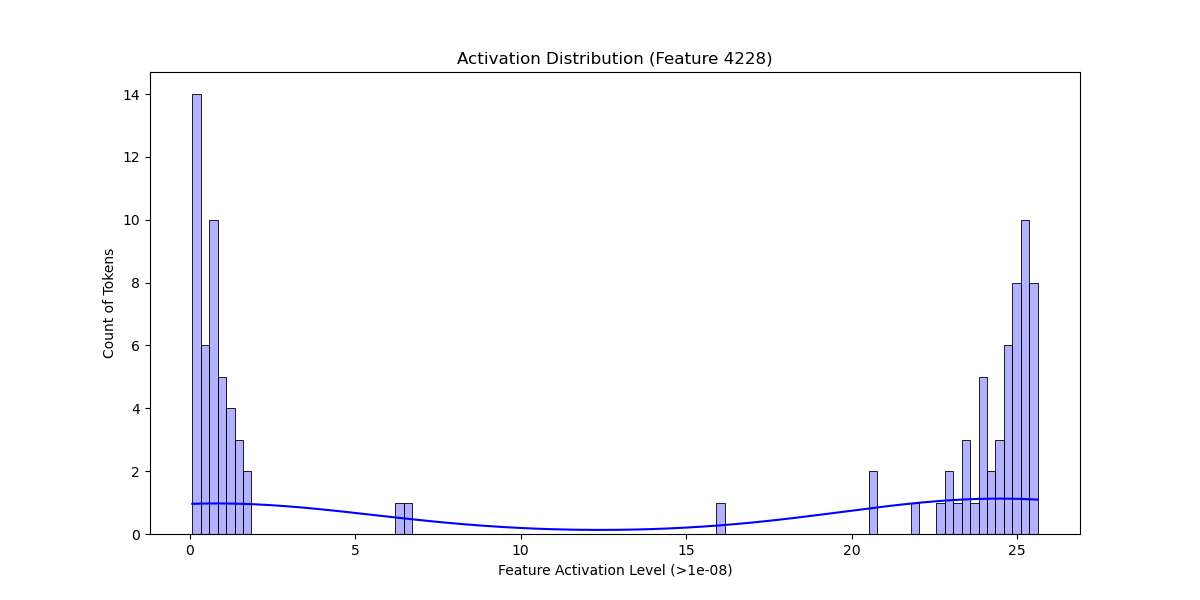 Activation Distribution (Feature 4228)
14
12
10
8
6
4
2
0
Count of Tokens
0 5 10 15 20 25
Feature Activation Level (>1e-08)